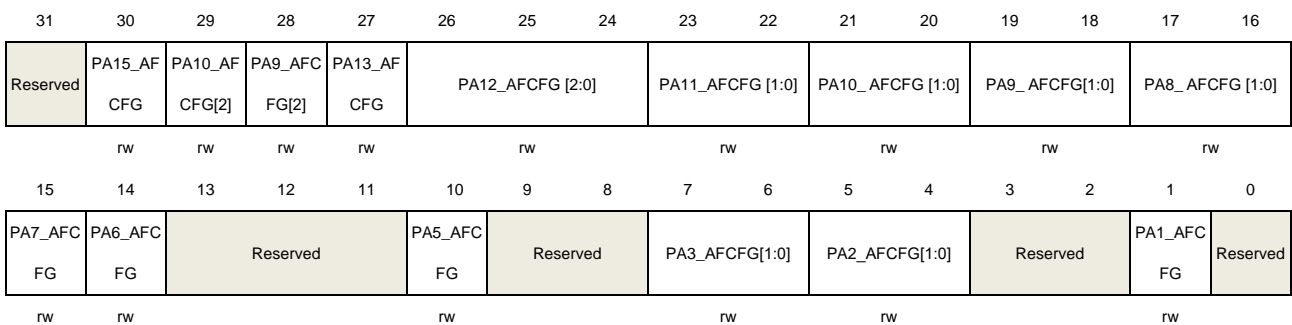 31 30 29 28 27 26 25 24 23 22 21 20 19 18 17 16
Reserved PA15_AF PA10_AF PA9_AFC PA13_AF PA12_AFCFG [2:0] PA11_AFCFG [1:0] PA10_ AFCFG [1:0] PA9_ AFCFG[1:0] PA8_ AFCFG [1:0]
CFG CFG[2] FG[2] CFG
rw rw rw rw rw rw rw rw rw
15 14 13 12 11 10 9 8 7 6 5 4 3 2 1 0
PA7_AFC PA6_AFC Reserved PA5_AFC Reserved PA3_AFCFG[1:0] PA2_AFCFG[1:0] Reserved PA1_AFC Reserved
FG FG FG FG
rw rw rw rw rw rw